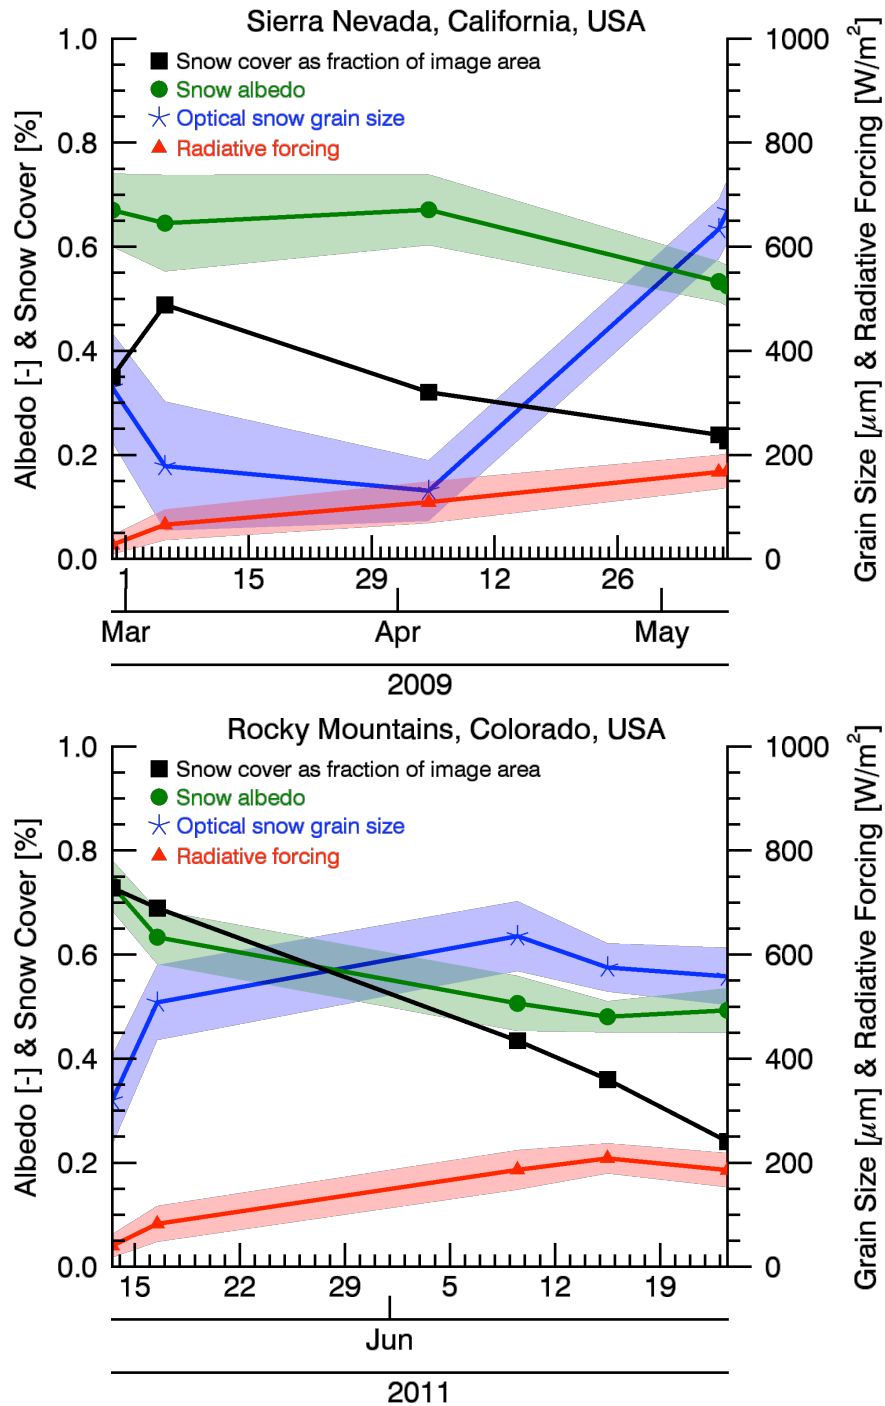 Sierra Nevada, California, USA
Albedo [-] & Snow Cover [%]
1.0
0.8
0.6
0.4
0.2
0.0
Snow cover as fraction of image area
Snow albedo
Optical snow grain size
Radiative forcing
1000
800
600
400
200
0
Grain Size [μm] & Radiative Forcing [W/m²]
1 15 29 12 26
Mar Apr May
2009
Rocky Mountains, Colorado, USA
Albedo [-] & Snow Cover [%]
1.0
0.8
0.6
0.4
0.2
0.0
Snow cover as fraction of image area
Snow albedo
Optical snow grain size
Radiative forcing
1000
800
600
400
200
0
Grain Size [μm] & Radiative Forcing [W/m²]
15 22 29 5 12 19
Jun
2011